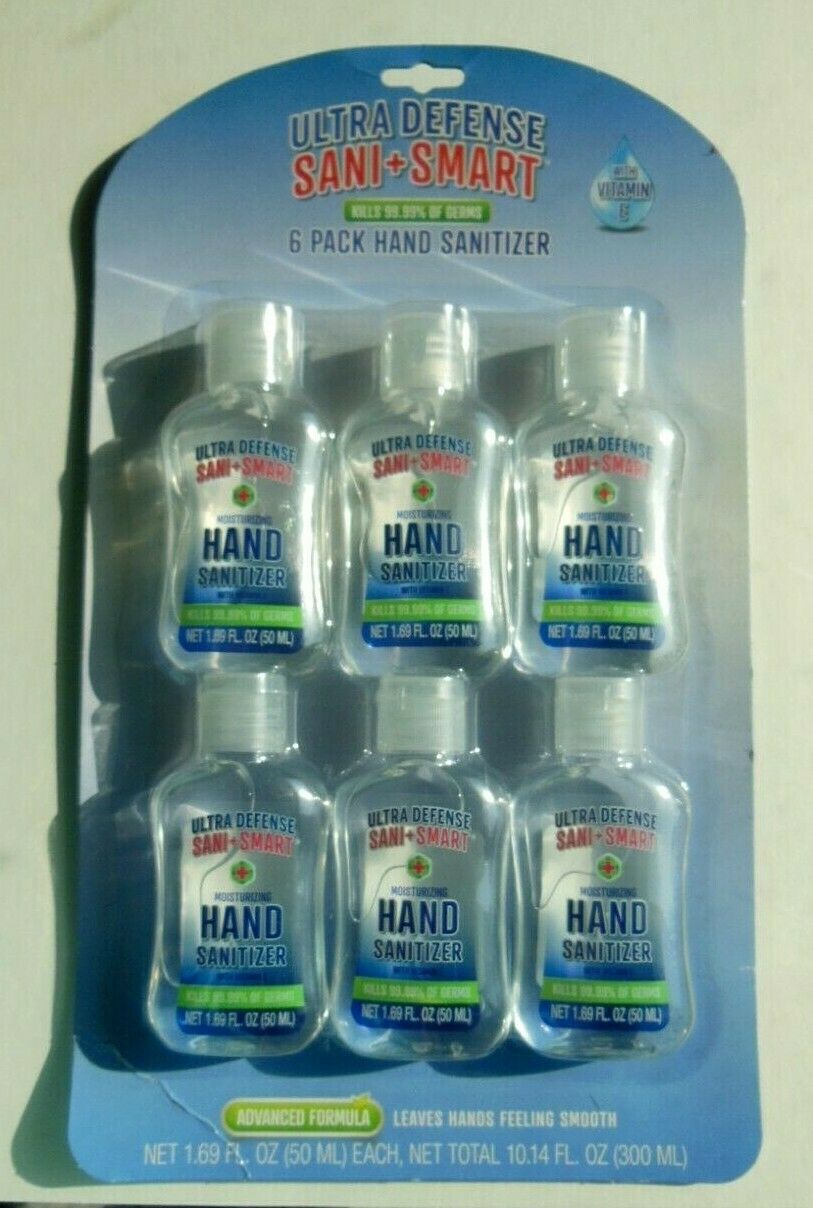 ULTRA DEFENSE
SANI+SMART
KILLS 99.99% OF GERMS
6 PACK HAND SANITIZER
WITH
VITAMIN
E
ULTRA DEFENSE
SANI+SMART
MOISTURIZING
HAND
SANITIZER
KILLS 99.99% OF GERMS
NET 1.69 FL. OZ (50 ML)
ULTRA DEFENSE
SANI+SMART
MOISTURIZING
HAND
SANITIZER
WITH VITAMIN E
KILLS 99.99% OF GERMS
NET 1.69 FL. OZ (50 ML)
ULTRA DEFENSE
SANI+SMART
MOISTURIZING
HAND
SANITIZER
KILLS 99.99% OF GERMS
NET 1.69 FL. OZ (50 ML)
ULTRA DEFENSE
SANI+SMART
MOISTURIZING
HAND
SANITIZER
KILLS 99.99% OF GERMS
NET 1.69 FL. OZ (50 ML)
ULTRA DEFENSE
SANI+SMART
MOISTURIZING
HAND
SANITIZER
KILLS 99.99% OF GERMS
NET 1.69 FL. OZ (50 ML)
ULTRA DEFENSE
SANI+SMART
MOISTURIZING
HAND
SANITIZER
KILLS 99.99% OF GERMS
NET 1.69 FL. OZ (50 ML)
ADVANCED FORMULA LEAVES HANDS FEELING SMOOTH
NET 1.69 FL. OZ (50 ML) EACH, NET TOTAL 10.14 FL. OZ (300 ML)